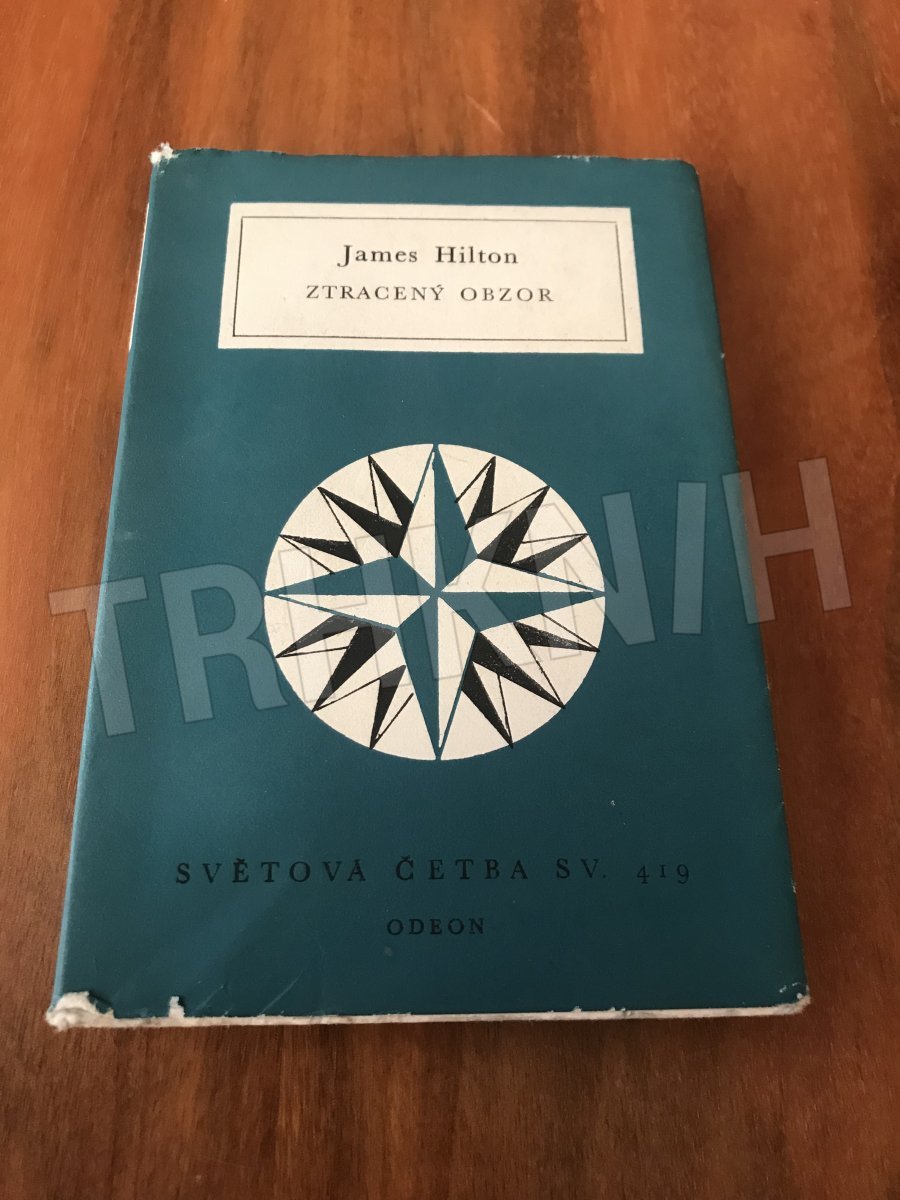 James Hilton
ZTRACENÝ OBZOR
TRHKNIH
SVĚTOVÁ ČETBA SV. 419
ODEON